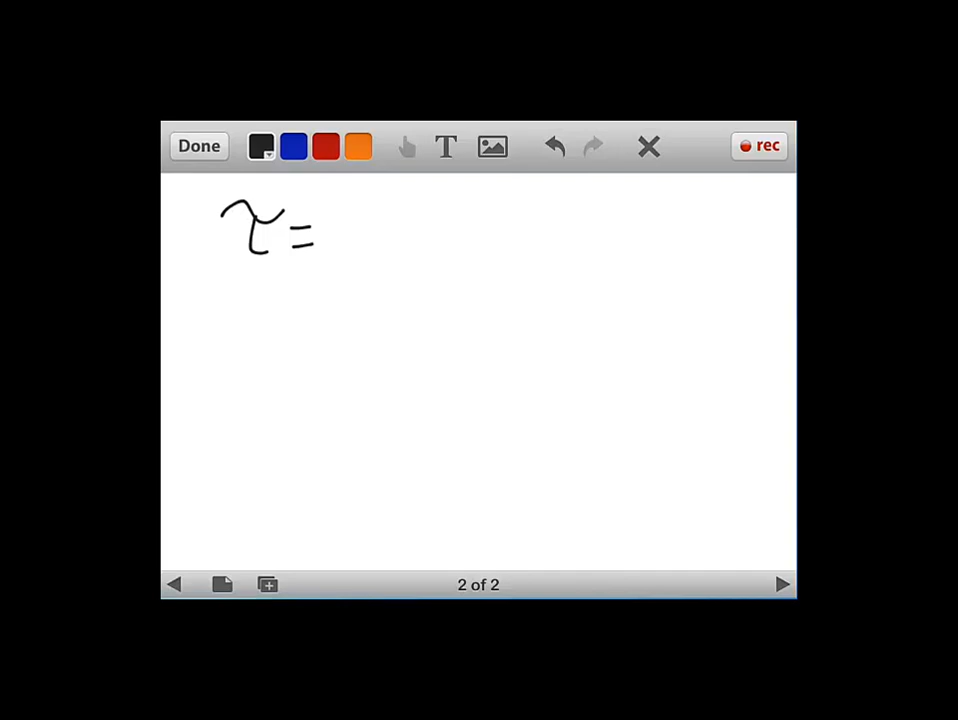 Done T rec
τ=
2 of 2